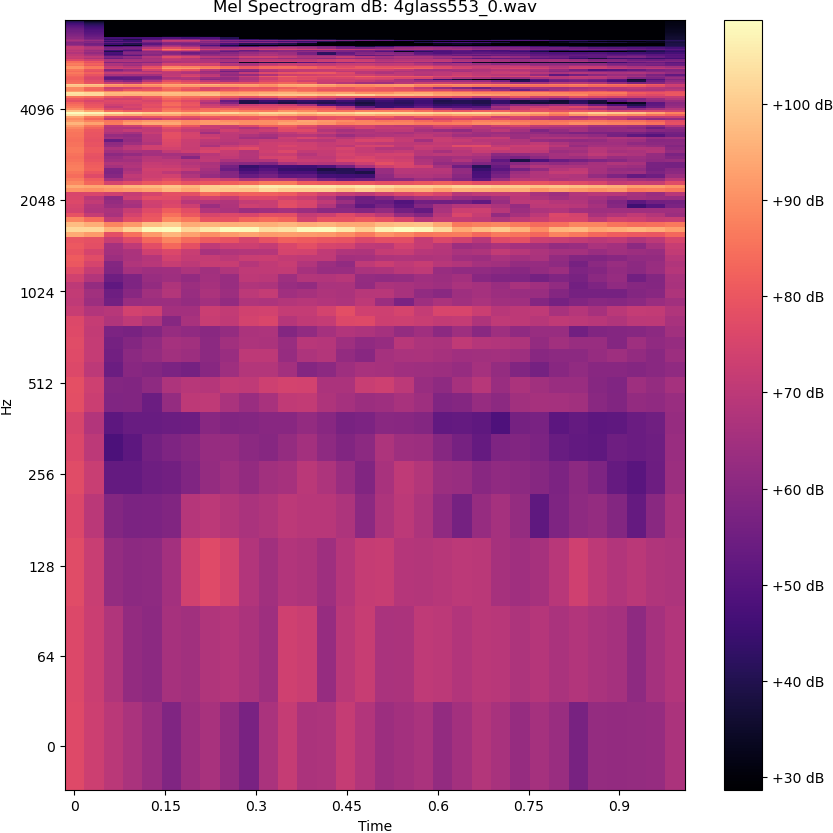 Mel Spectrogram dB: 4glass553_0.wav
4096
2048
1024
512
256
128
64
0
Hz
0
0.15
0.3
0.45
0.6
0.75
0.9
Time
+100 dB
+90 dB
+80 dB
+70 dB
+60 dB
+50 dB
+40 dB
+30 dB